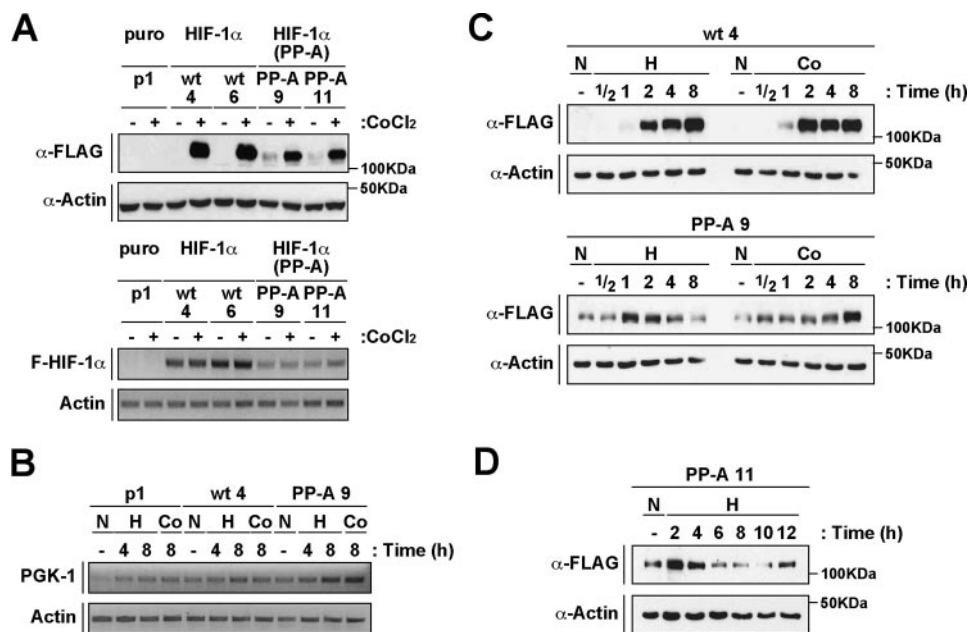 A
puro HIF-1α HIF-1α
(PP-A)
p1 wt wt PP-A PP-A
4 6 9 11
- + - + - + - + - + :CoCl2
α-FLAG
100KDa
50KDa
α-Actin
puro HIF-1α HIF-1α
(PP-A)
p1 wt wt PP-A PP-A
4 6 9 11
- + - + - + - + - + :CoCl2
F-HIF-1α
Actin
B
p1 wt 4 PP-A 9
N H Co N H Co N H Co
- 4 8 8 - 4 8 8 - 4 8 8 : Time (h)
PGK-1
Actin
C
wt 4
N H N Co
- 1/2 1 2 4 8 - 1/2 1 2 4 8 : Time (h)
α-FLAG
100KDa
50KDa
α-Actin
PP-A 9
N H N Co
- 1/2 1 2 4 8 - 1/2 1 2 4 8 : Time (h)
α-FLAG
100KDa
50KDa
α-Actin
D
PP-A 11
N H
- 2 4 6 8 10 12 : Time (h)
α-FLAG
100KDa
50KDa
α-Actin